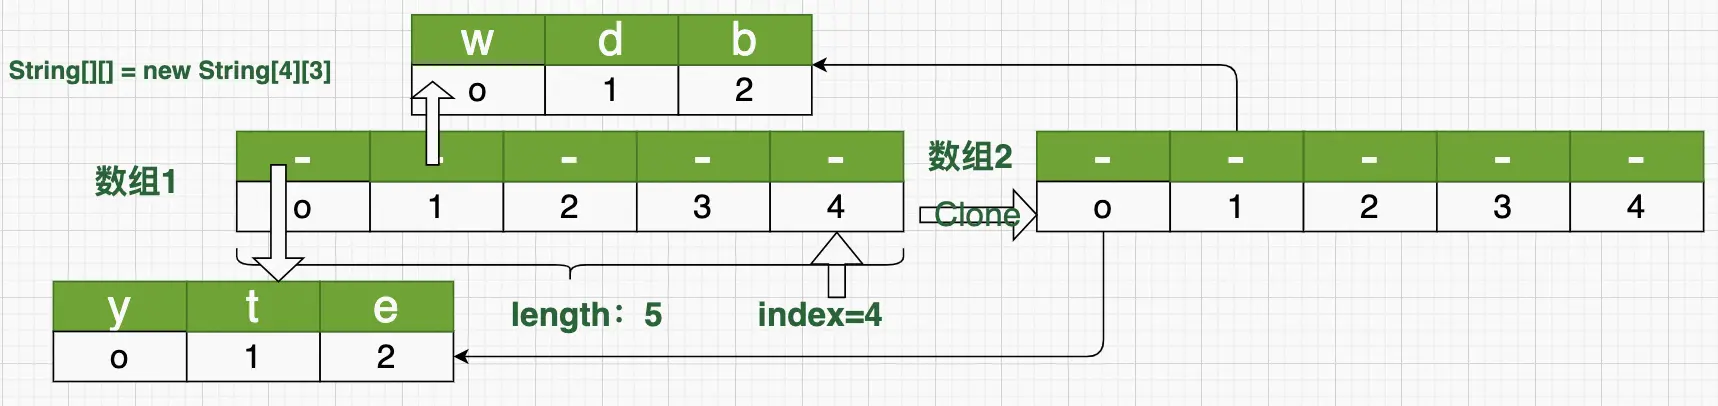 w d b
String[][] = new String[4][3]
o 1 2
数组1
- - - - -
o 1 2 3 4
数组2
Clone
- - - - -
o 1 2 3 4
y t e
o 1 2
length：5
index=4